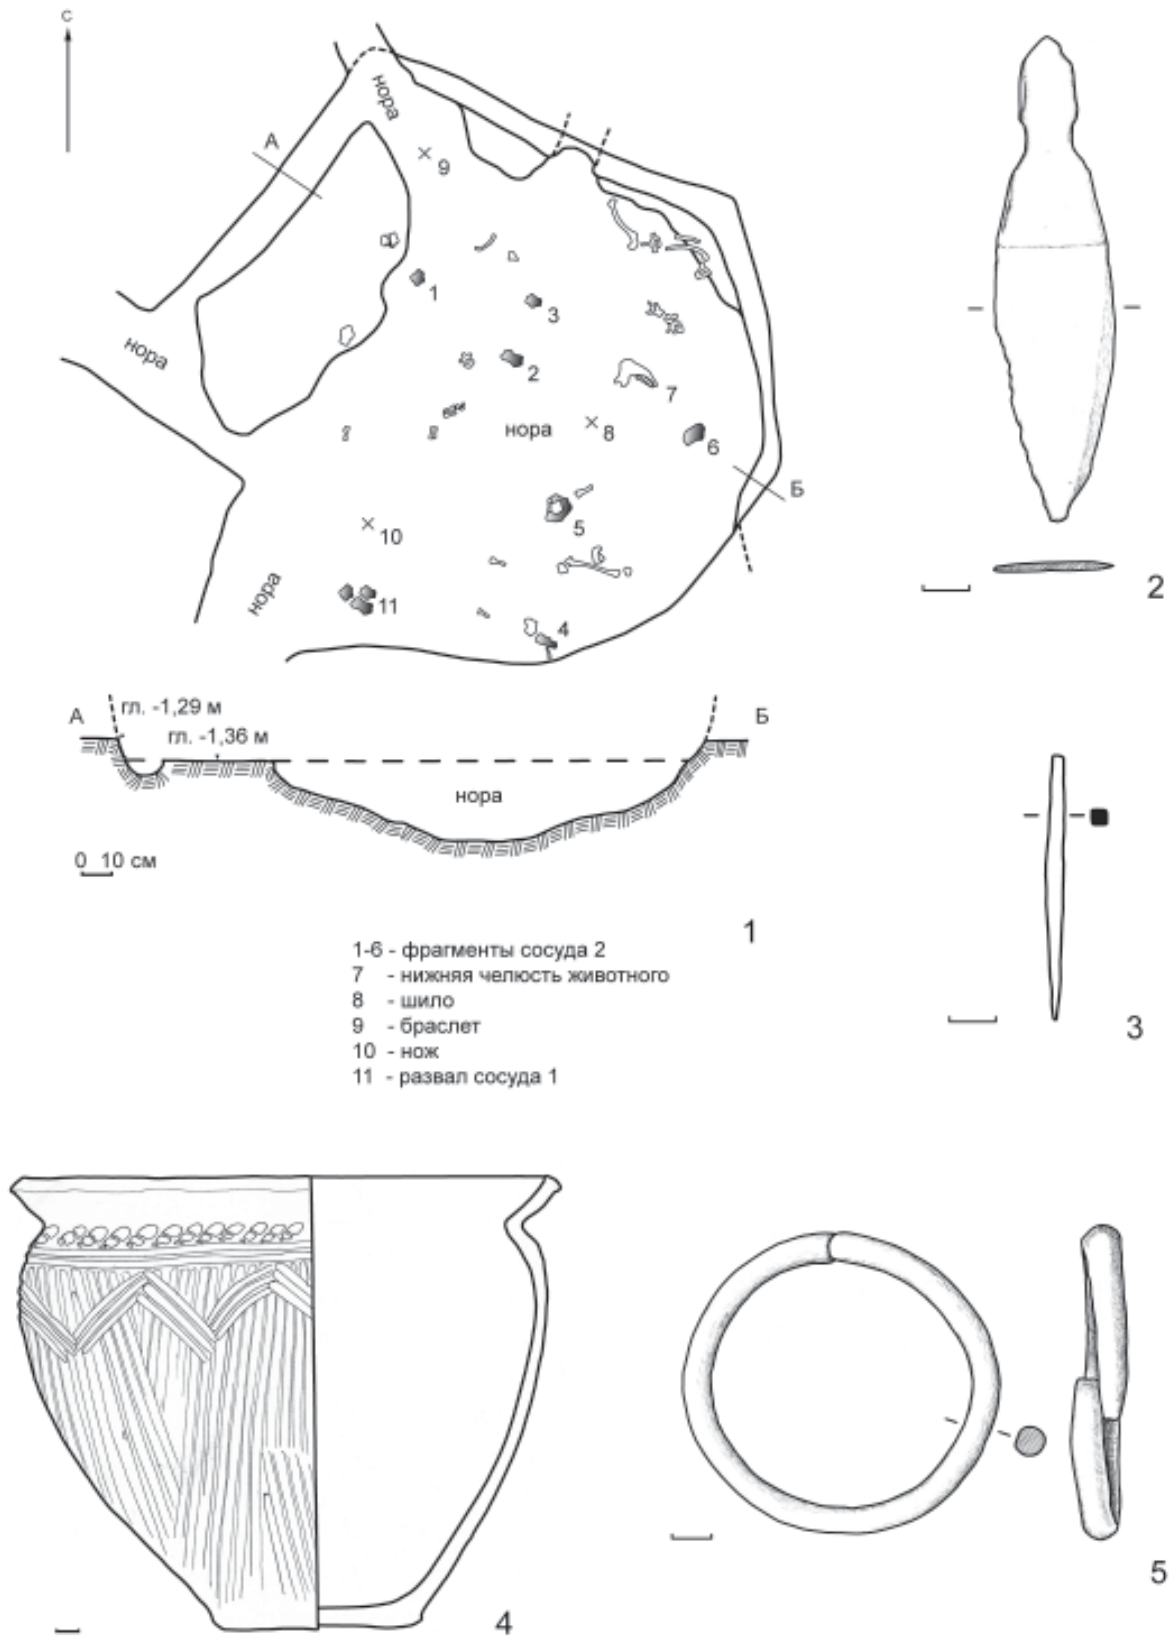 С
нора
А
9
1
3
нора
2
7
нора
8
6
Б
5
10
нора
11
4
2
А
гл. -1,29 м
Б
гл. -1,36 м
нора
0 10 см
1
3
1-6 - фрагменты сосуда 2
7 - нижняя челюсть животного
8 - шило
9 - браслет
10 - нож
11 - развал сосуда 1
4
5